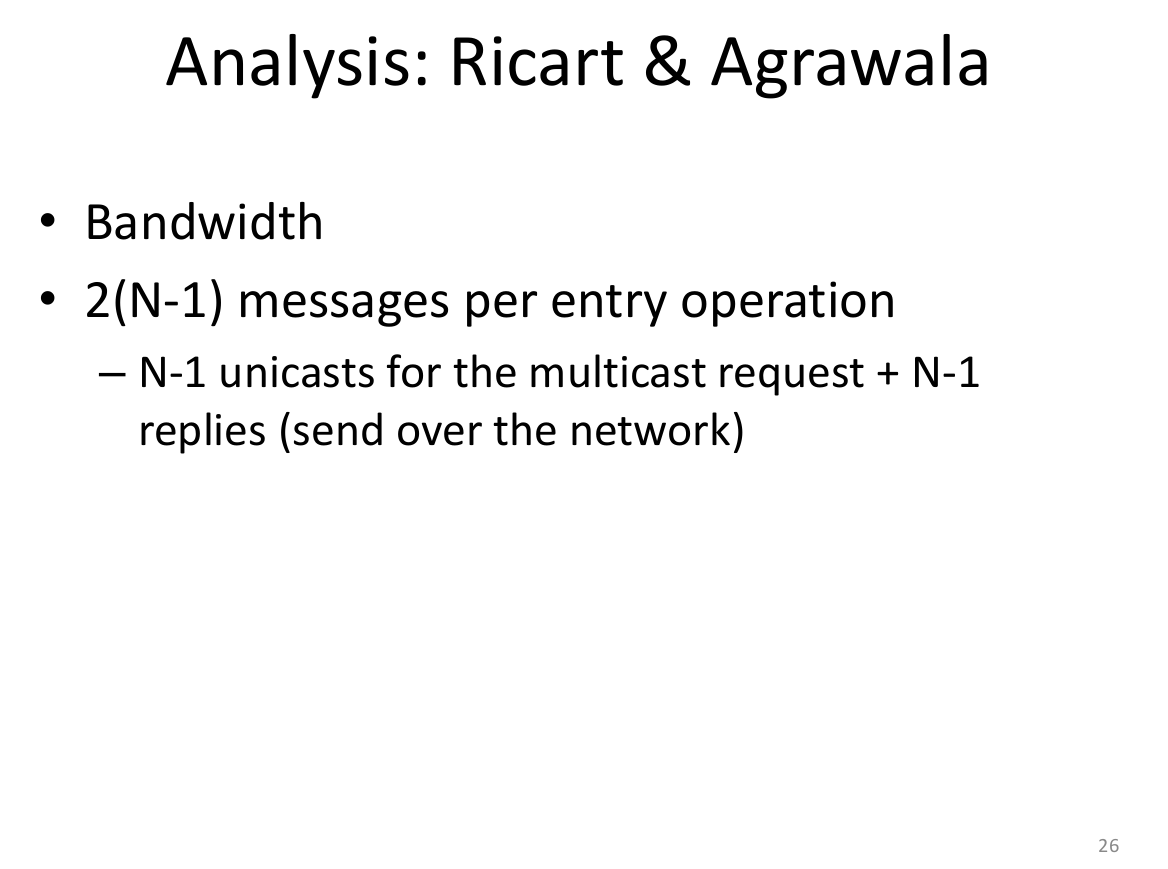 Analysis: Ricart & Agrawala
• Bandwidth
• 2(N-1) messages per entry operation
– N-1 unicasts for the multicast request + N-1
replies (send over the network)
26